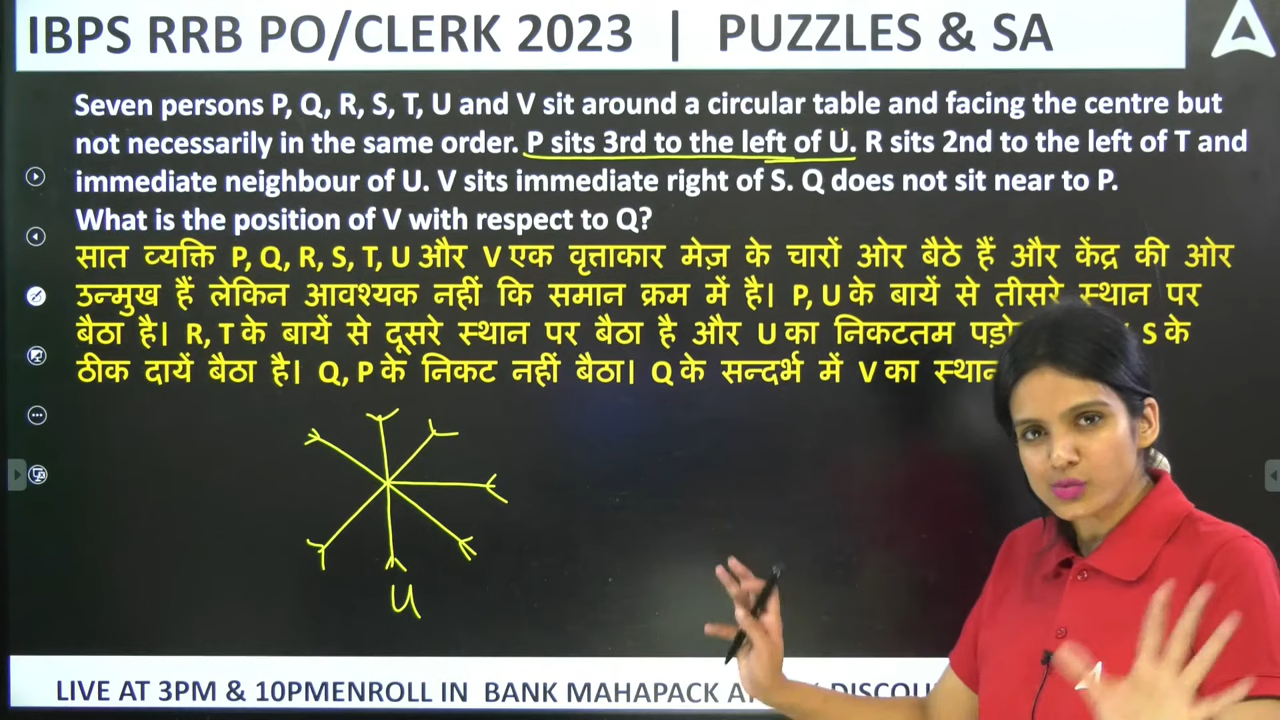 IBPS RRB PO/CLERK 2023 | PUZZLES & SA
Seven persons P, Q, R, S, T, U and V sit around a circular table and facing the centre but
not necessarily in the same order. P sits 3rd to the left of U. R sits 2nd to the left of T and
immediate neighbour of U. V sits immediate right of S. Q does not sit near to P.
What is the position of V with respect to Q?
सात व्यक्ति P, Q, R, S, T, U और V एक वृत्ताकार मेज़ के चारों ओर बैठे हैं और केंद्र की ओर
उन्मुख हैं लेकिन आवश्यक नहीं कि समान क्रम में है। P, U के बायें से तीसरे स्थान पर
बैठा है। R, T के बायें से दूसरे स्थान पर बैठा है और U का निकटतम S के
ठीक दायें बैठा है। Q, P के निकट नहीं बैठा। Q के सन्दर्भ में V का
U
LIVE AT 3PM & 10PMENROLL IN BANK MAHAPACK